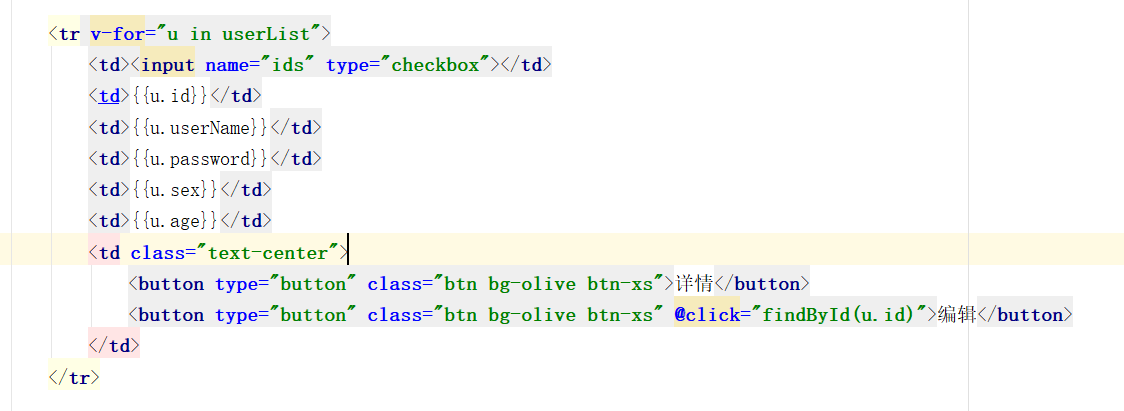 <tr v-for="u in userList">
<td><input name="ids" type="checkbox"></td>
<td>{{u.id}}</td>
<td>{{u.userName}}</td>
<td>{{u.password}}</td>
<td>{{u.sex}}</td>
<td>{{u.age}}</td>
<td class="text-center">
<button type="button" class="btn bg-olive btn-xs">详情</button>
<button type="button" class="btn bg-olive btn-xs" @click="findById(u.id)">编辑</button>
</td>
</tr>